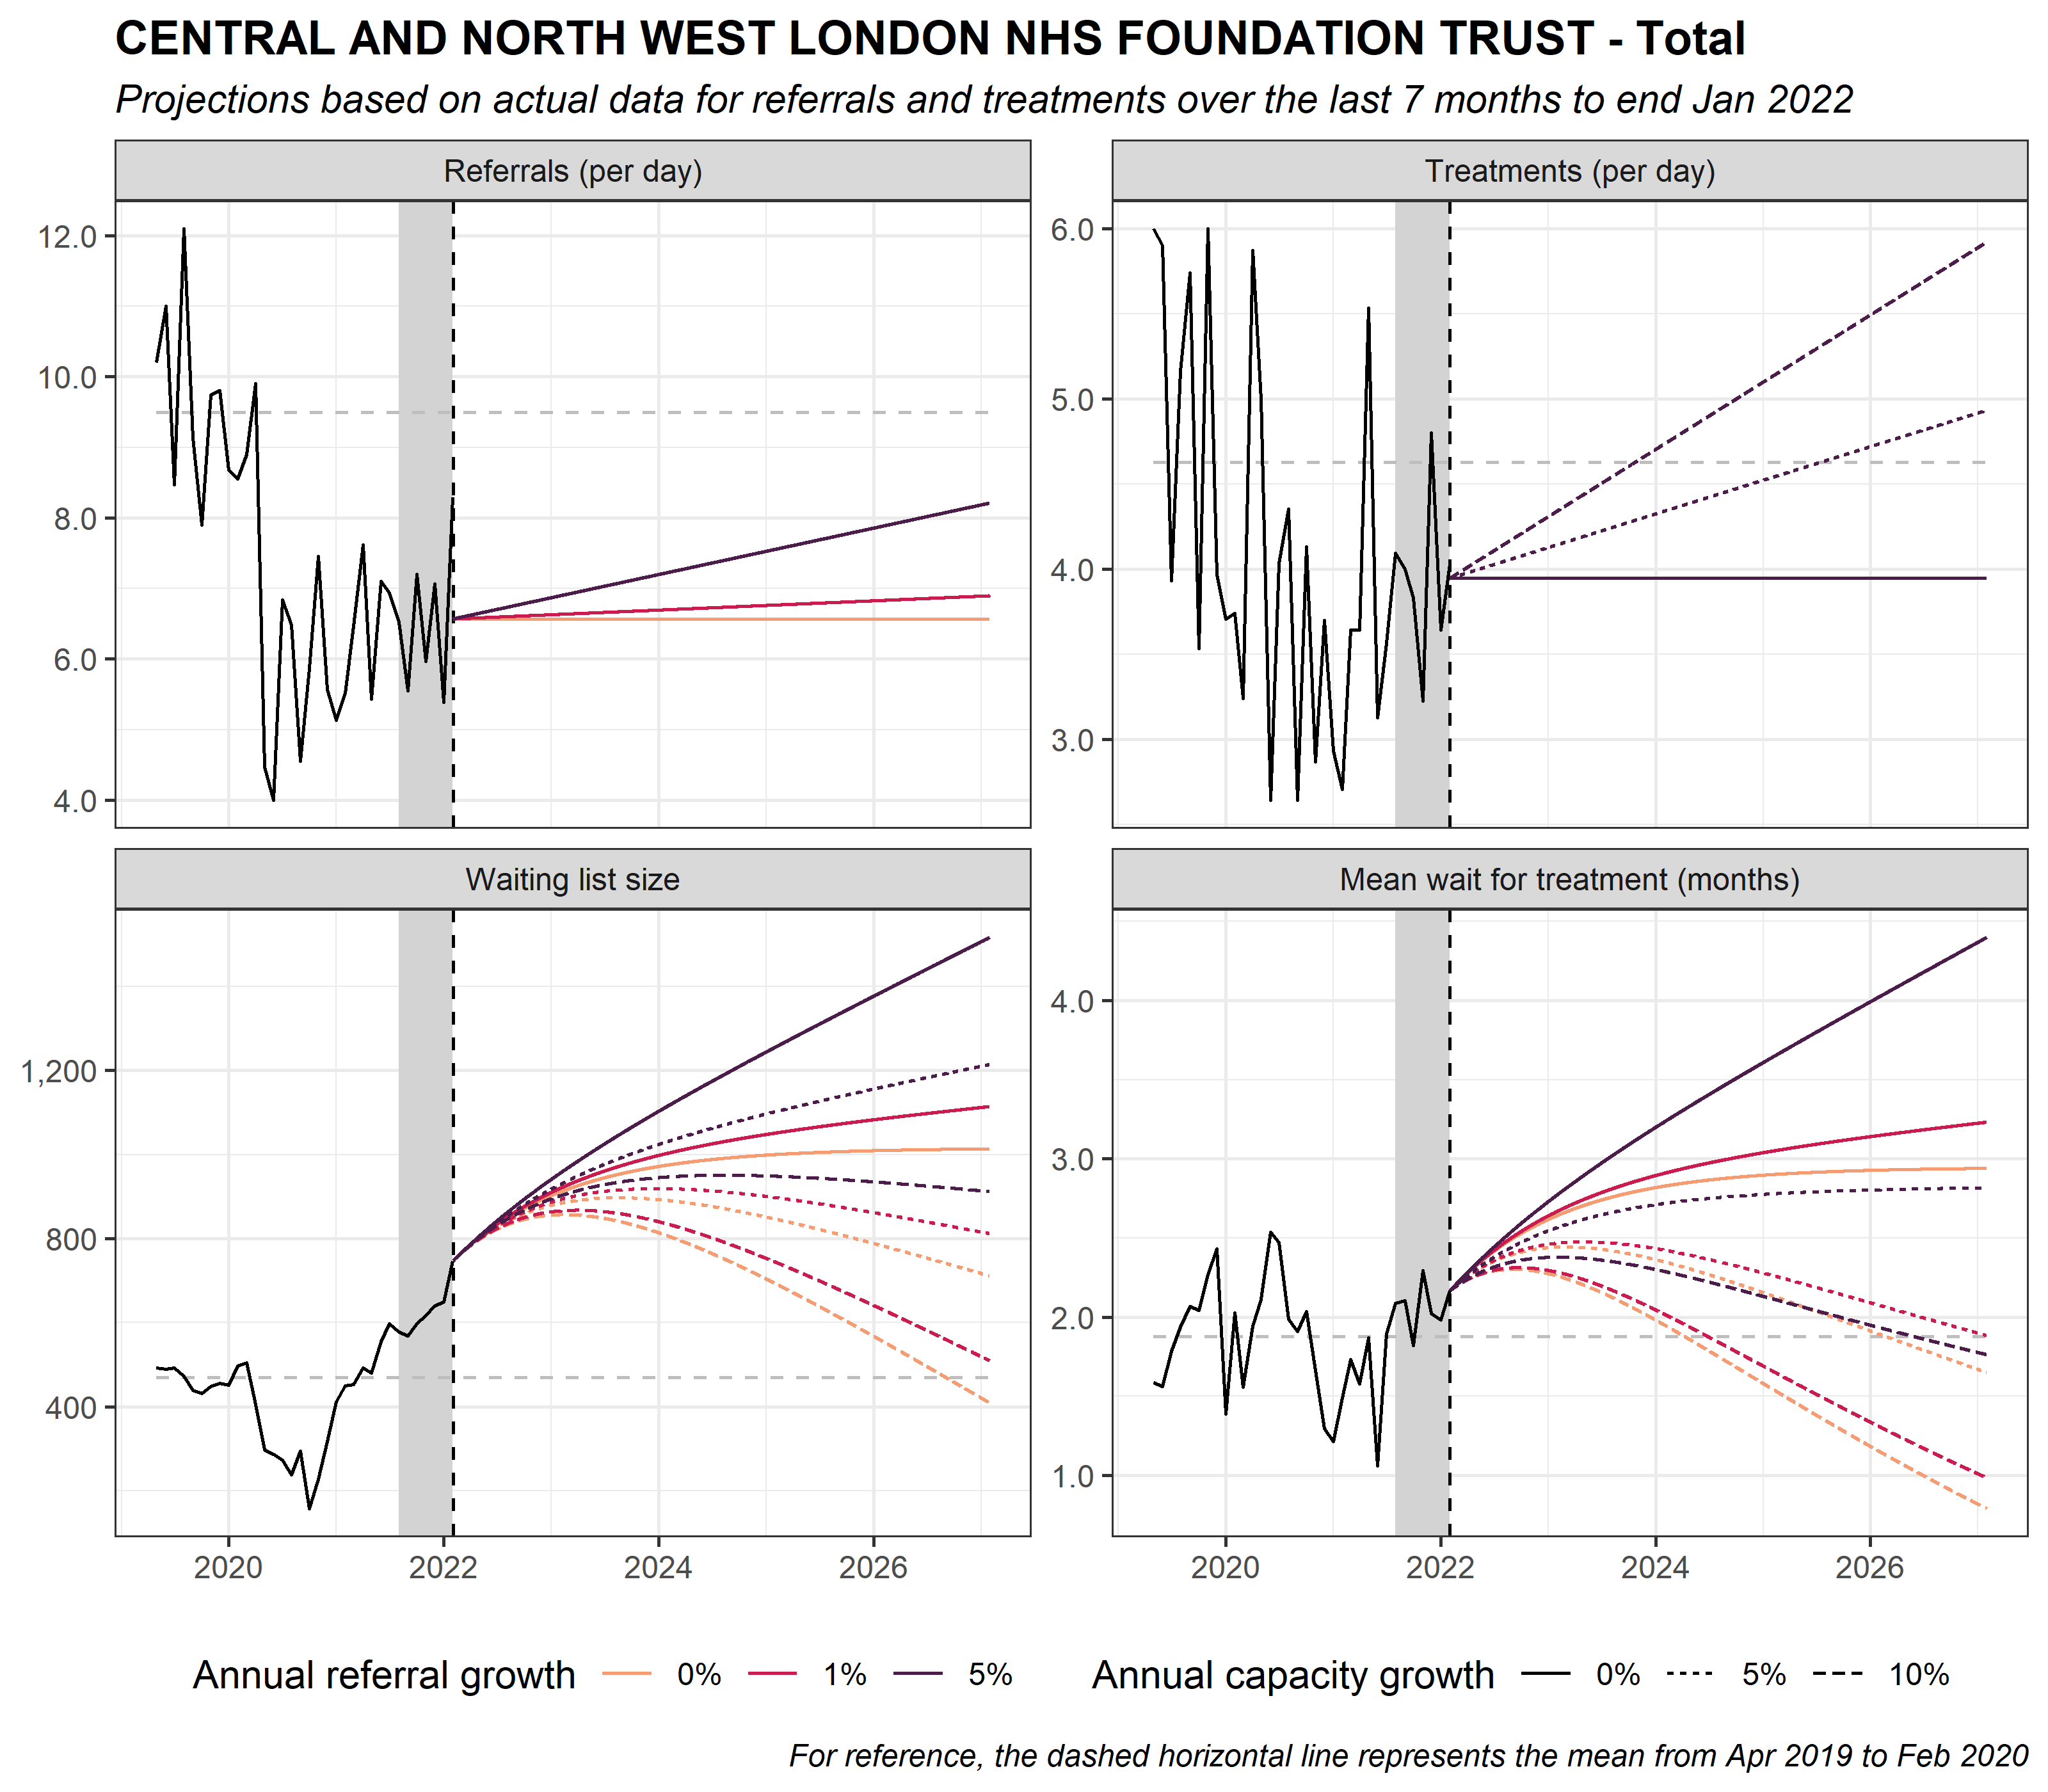 CENTRAL AND NORTH WEST LONDON NHS FOUNDATION TRUST - Total
Projections based on actual data for referrals and treatments over the last 7 months to end Jan 2022
Referrals (per day)
12.0
10.0
8.0
6.0
4.0
Treatments (per day)
6.0
5.0
4.0
3.0
Waiting list size
1,200
800
400
2020 2022 2024 2026
Mean wait for treatment (months)
4.0
3.0
2.0
1.0
2020 2022 2024 2026
Annual referral growth 0% 1% 5%
Annual capacity growth 0% 5% 10%
For reference, the dashed horizontal line represents the mean from Apr 2019 to Feb 2020